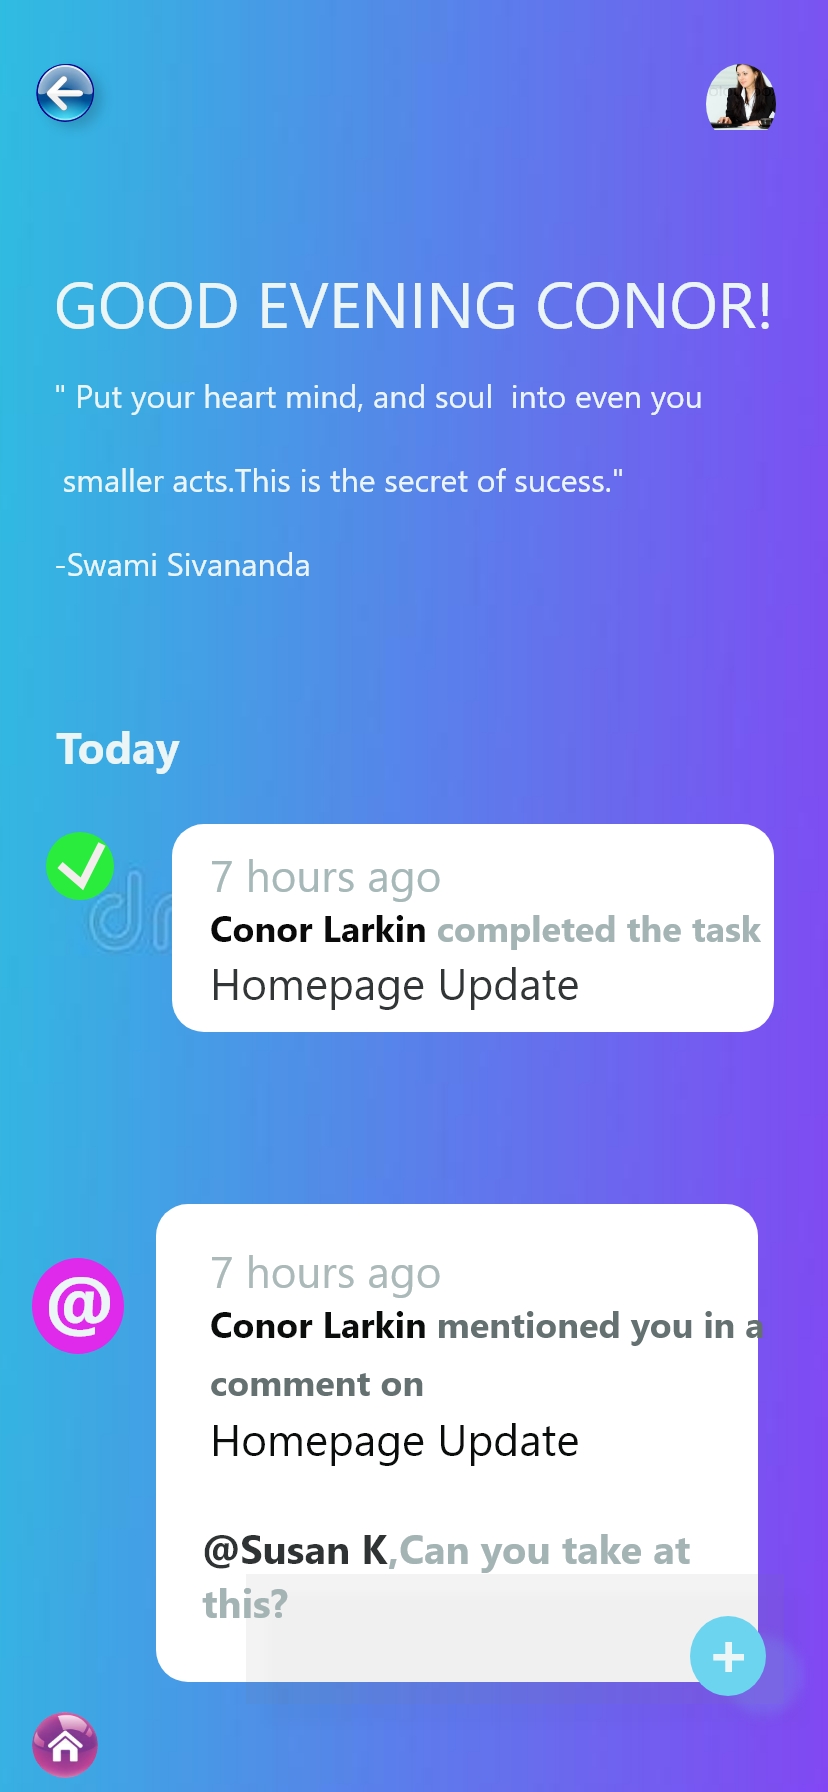 GOOD EVENING CONOR!
" Put your heart mind, and soul  into even you
smaller acts.This is the secret of sucess."
-Swami Sivananda
Today
7 hours ago
Conor Larkin completed the task
Homepage Update
@
7 hours ago
Conor Larkin mentioned you in a
comment on
Homepage Update
@Susan K,Can you take at
this?
+